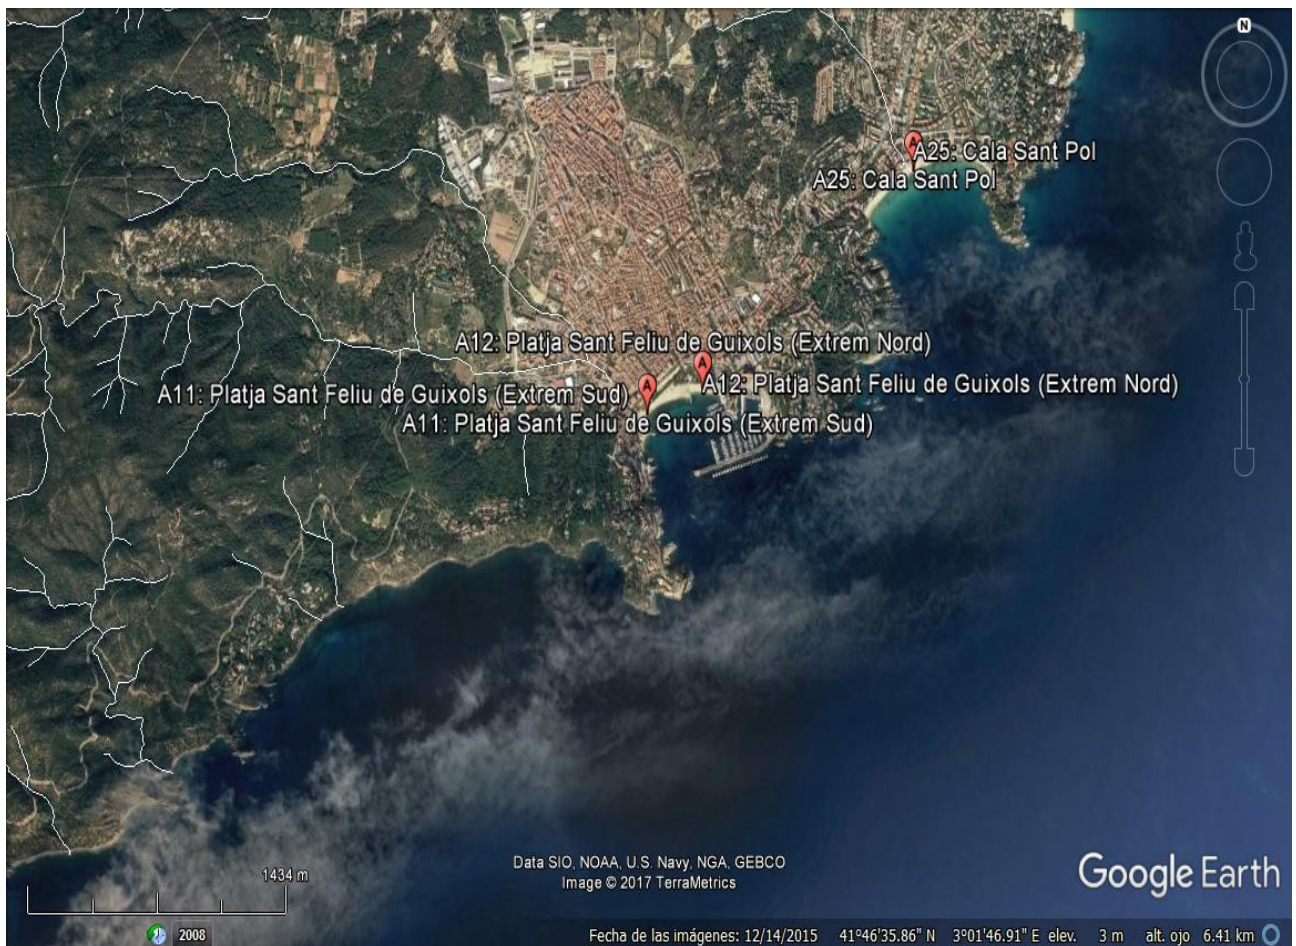 N
A25: Cala Sant Pol
A25: Cala Sant Pol
A12: Platja Sant Feliu de Guixols (Extrem Nord)
A12: Platja Sant Feliu de Guixols (Extrem Nord)
A11: Platja Sant Feliu de Guixols (Extrem Sud)
A11: Platja Sant Feliu de Guixols (Extrem Sud)
1434 m
Data SIO, NOAA, U.S. Navy, NGA, GEBCO
Image © 2017 TerraMetrics
Google Earth
2008
Fecha de las imágenes: 12/14/2015 41°46'35.86" N 3°01'46.91" E elev. 3 m alt. ojo 6.41 km